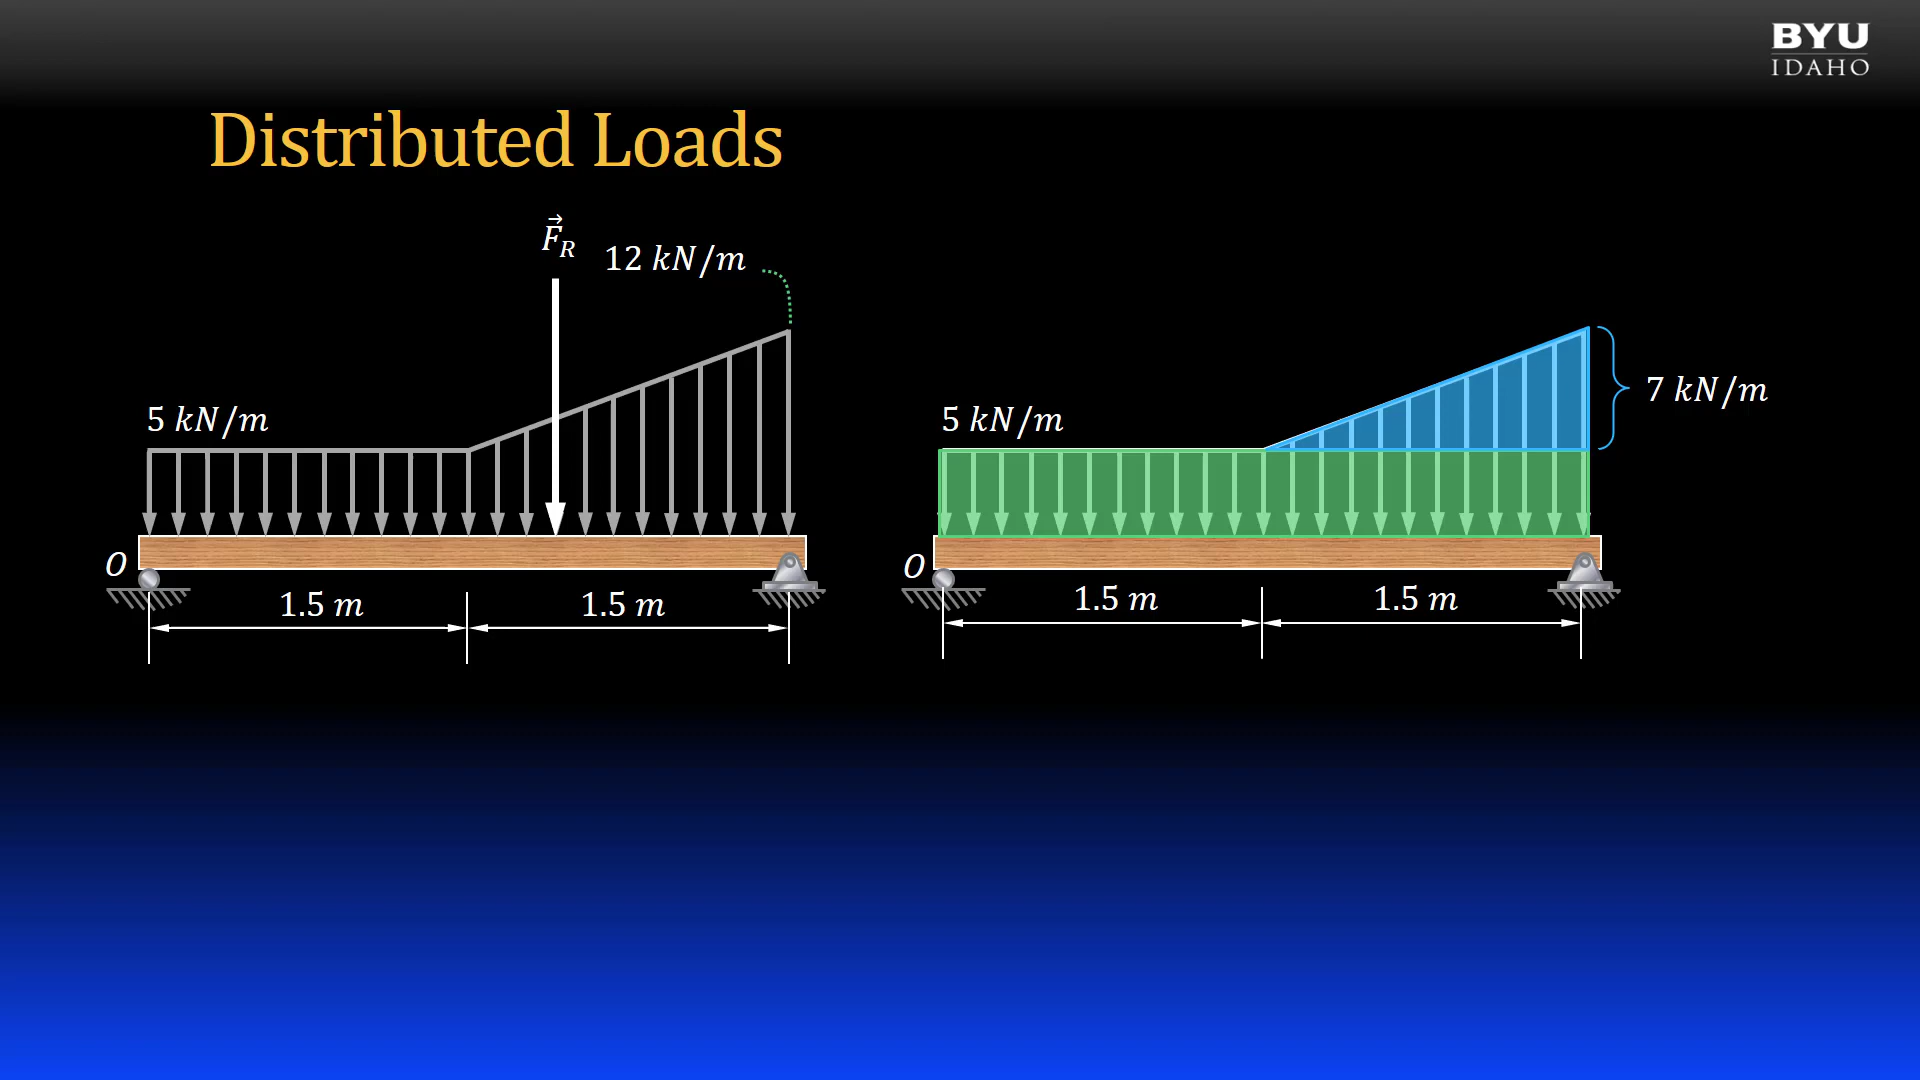 BYU
IDAHO
Distributed Loads
F⃗_R
12 kN/m
5 kN/m
O
1.5 m
1.5 m
5 kN/m
7 kN/m
O
1.5 m
1.5 m